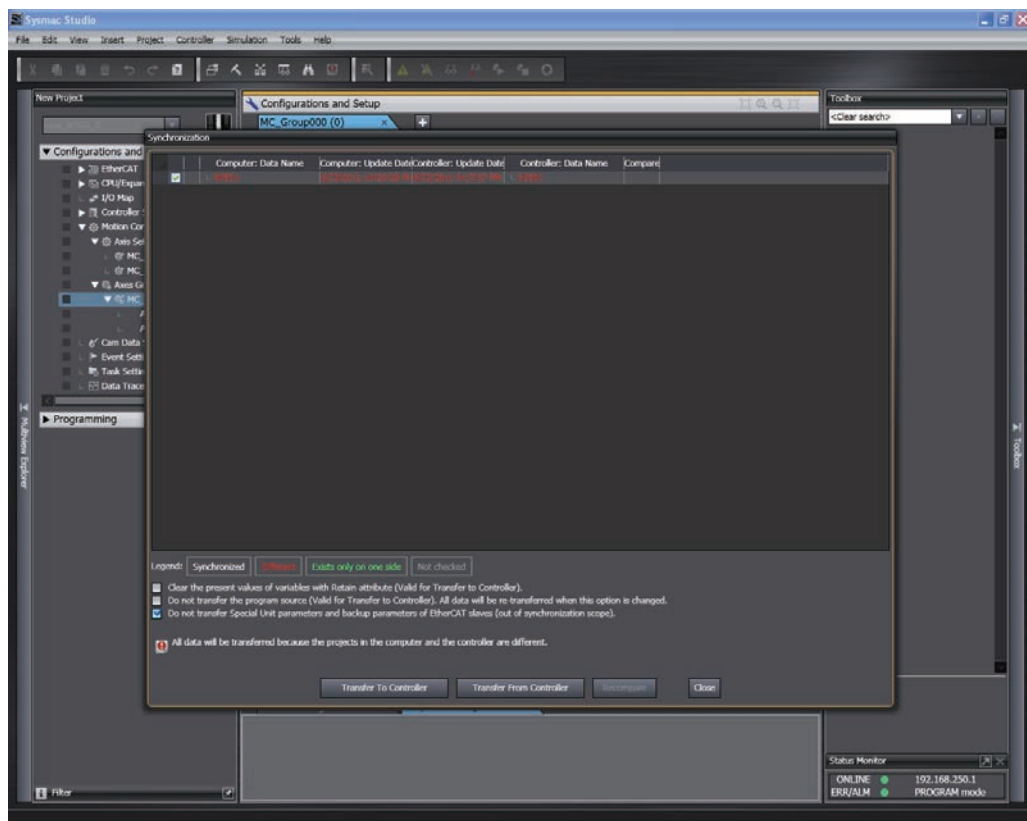 Sysmac Studio
File Edit View Insert Project Controller Simulation Tools Help
New Project
Configurations and Setup
MC_Group000 (0)
Toolbox
<Clear search>
Synchronization
Configurations and
EtherCAT
CPU/Expan
I/O Map
Controller
Motion Con
Axis Set
MC_
MC_
Axes G
MC_
Cam Data
Event Setti
Task Settin
Data Trace
Programming
Computer: Data Name Computer: Update Date Controller: Update Date Controller: Data Name Compare
Legend: Synchronized Different Exists only on one side Not checked
Clear the present values of variables with Retain attribute (Valid for Transfer to Controller).
Do not transfer the program source (Valid for Transfer to Controller). All data will be re-transferred when this option is changed.
Do not transfer Special Unit parameters and backup parameters of EtherCAT slaves (out of synchronization scope).
All data will be transferred because the projects in the computer and the controller are different.
Transfer To Controller Transfer From Controller Recompare Close
Multiview Explorer
Toolbox
Filter
Status Monitor
ONLINE 192.168.250.1
ERR/ALM PROGRAM mode